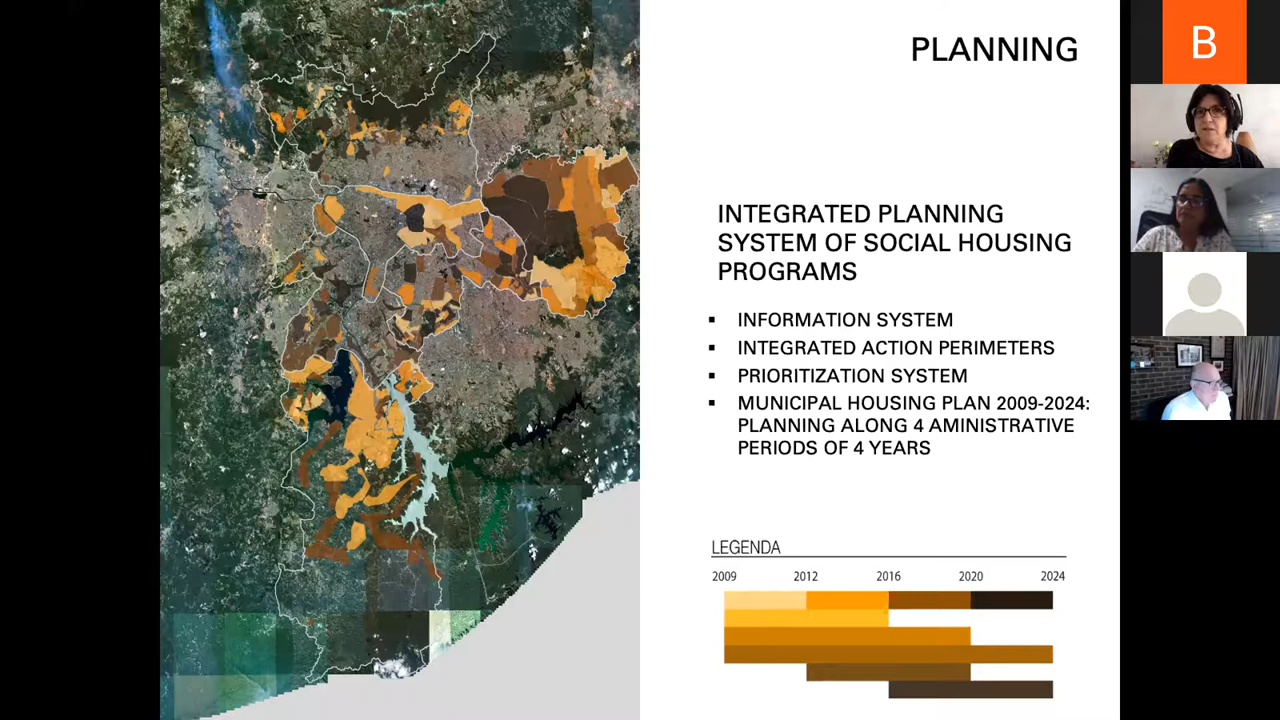 PLANNING
B
INTEGRATED PLANNING
SYSTEM OF SOCIAL HOUSING
PROGRAMS
▪ INFORMATION SYSTEM
▪ INTEGRATED ACTION PERIMETERS
▪ PRIORITIZATION SYSTEM
▪ MUNICIPAL HOUSING PLAN 2009-2024:
PLANNING ALONG 4 AMINISTRATIVE
PERIODS OF 4 YEARS
LEGENDA
2009 2012 2016 2020 2024